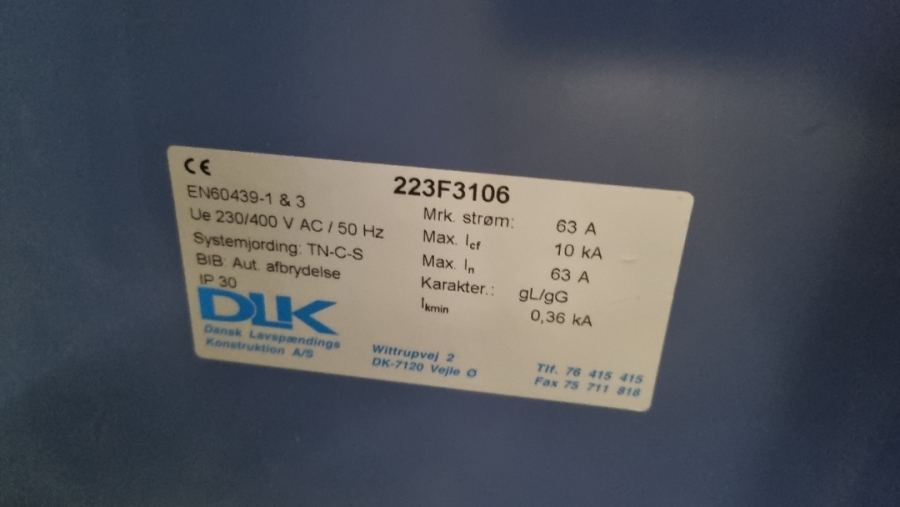 CE
223F3106
EN60439-1 & 3
Ue 230/400 V AC / 50 Hz
Systemjording: TN-C-S
BIB: Aut. afbrydelse
IP 30
Mrk. strøm: 63 A
Max. Icf 10 kA
Max. In 63 A
Karakter.: gL/gG
Ikmin 0,36 kA
DLK
Dansk Lavspændings
Konstruktion A/S
Wittrupvej 2
DK-7120 Vejle Ø
Tlf. 76 415 415
Fax 75 711 818